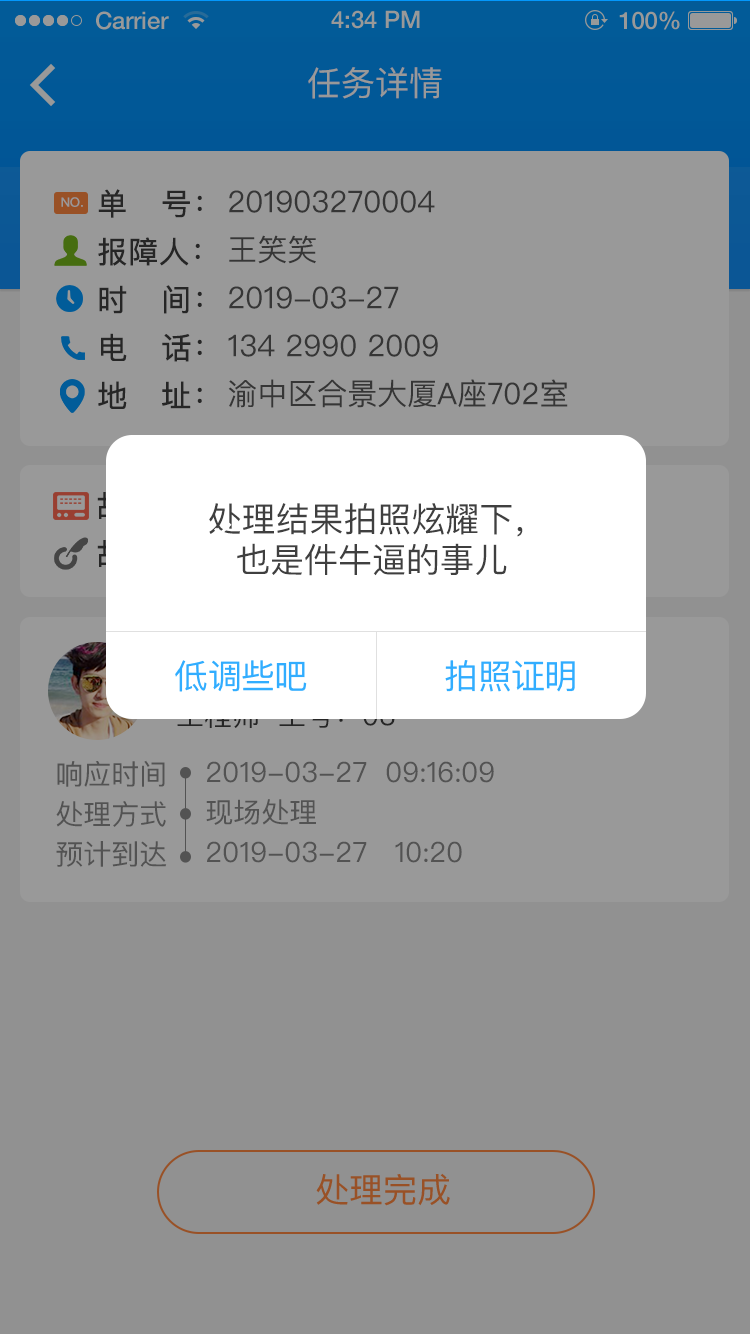 Carrier 4:34 PM 100%
任务详情
NO. 单 号： 201903270004
报障人： 王笑笑
时 间： 2019-03-27
电 话： 134 2990 2009
地 址： 渝中区合景大厦A座702室
处理结果拍照炫耀下，
也是件牛逼的事儿
低调些吧 拍照证明
响应时间 2019-03-27 09:16:09
处理方式 现场处理
预计到达 2019-03-27 10:20
处理完成